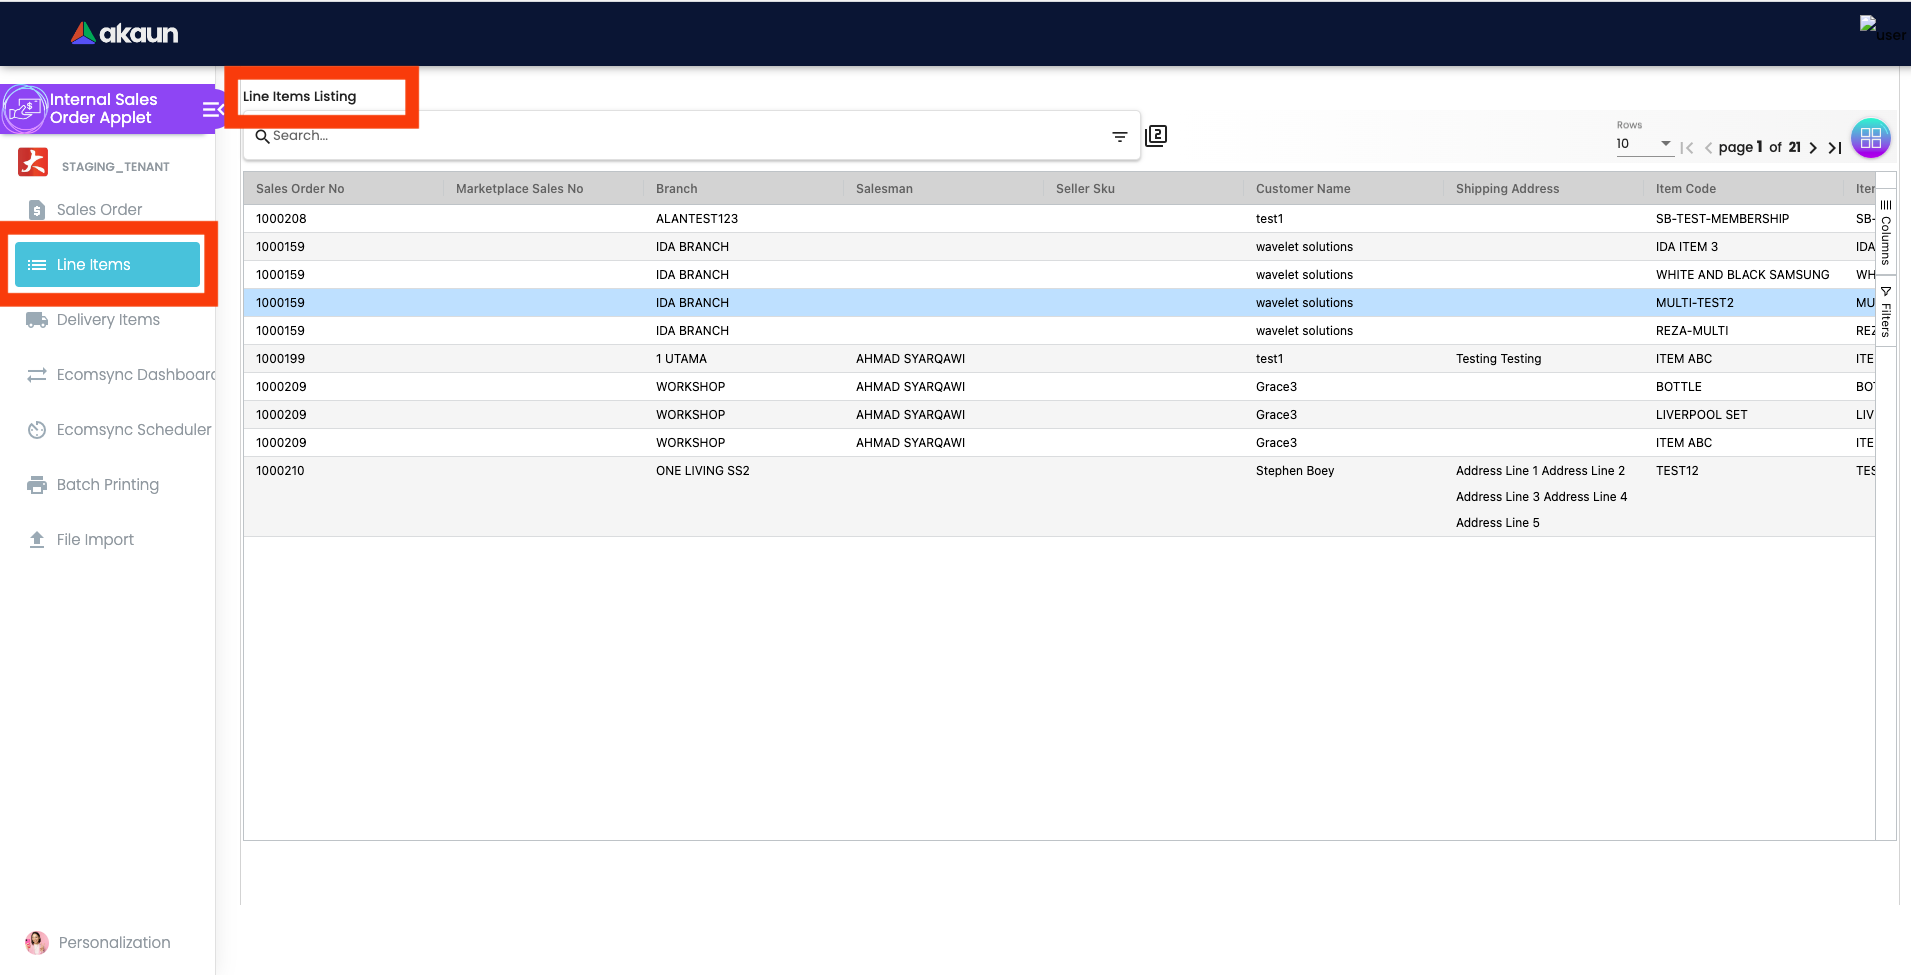 akaun
user
Internal Sales
Order Applet
STAGING_TENANT
Sales Order
Line Items
Delivery Items
Ecomsync Dashboard
Ecomsync Scheduler
Batch Printing
File Import
Personalization
Line Items Listing
Search...
2
Rows
10
page 1 of 21
Sales Order No Marketplace Sales No Branch Salesman Seller Sku Customer Name Shipping Address Item Code Iter
1000208 ALANTEST123 test1 SB-TEST-MEMBERSHIP SB-
1000159 IDA BRANCH wavelet solutions IDA ITEM 3 IDA
1000159 IDA BRANCH wavelet solutions WHITE AND BLACK SAMSUNG WH
1000159 IDA BRANCH wavelet solutions MULTI-TEST2 MU
1000159 IDA BRANCH wavelet solutions REZA-MULTI REZ
1000199 1 UTAMA AHMAD SYARQAWI test1 Testing Testing ITEM ABC ITE
1000209 WORKSHOP AHMAD SYARQAWI Grace3 BOTTLE BOT
1000209 WORKSHOP AHMAD SYARQAWI Grace3 LIVERPOOL SET LIV
1000209 WORKSHOP AHMAD SYARQAWI Grace3 ITEM ABC ITE
1000210 ONE LIVING SS2 Stephen Boey Address Line 1 Address Line 2 TEST12 TES
Address Line 3 Address Line 4
Address Line 5
Columns
Filters